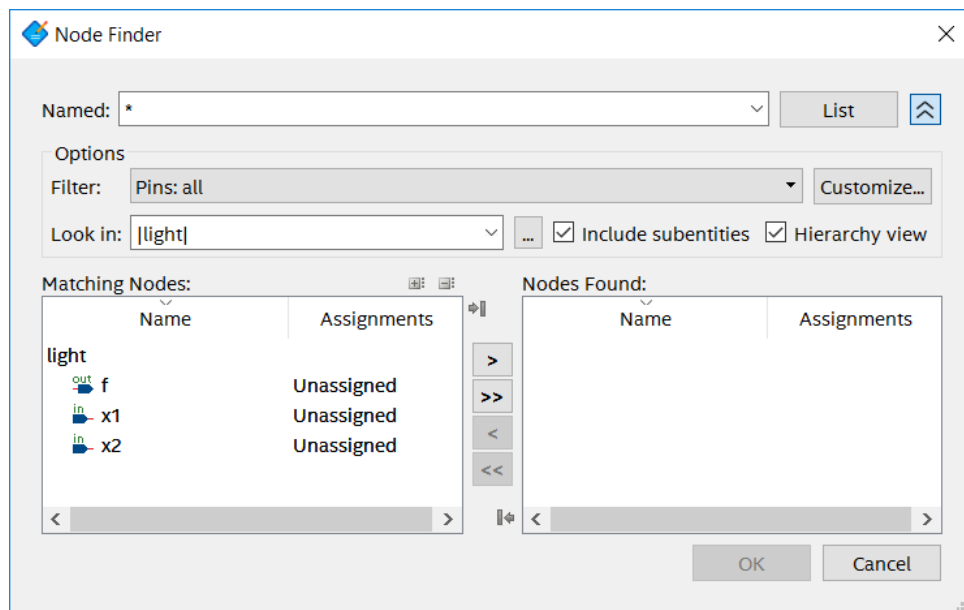 Node Finder
Named: * List
Options
Filter: Pins: all Customize...
Look in: |light| ... Include subentities Hierarchy view
Matching Nodes: Nodes Found:
Name Assignments Name Assignments
light
out f Unassigned
in x1 Unassigned
in x2 Unassigned
>
>>
<
<<
OK Cancel